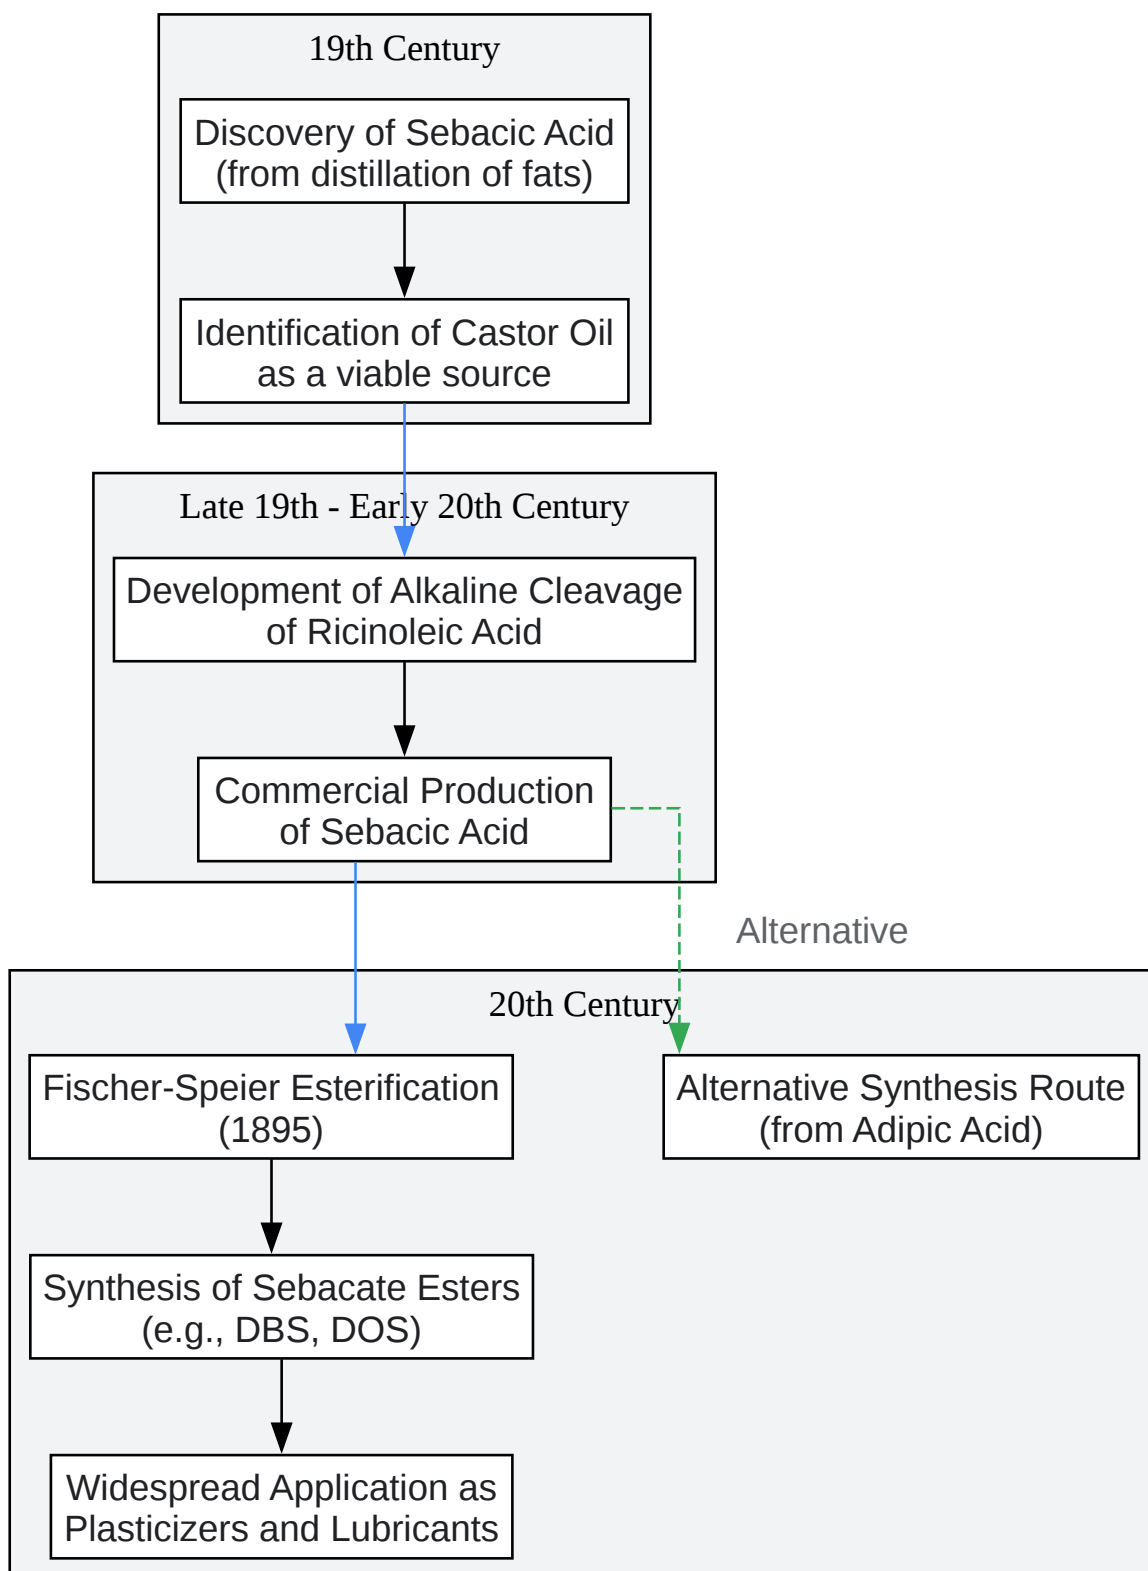 19th Century
Discovery of Sebacic Acid
(from distillation of fats)
Identification of Castor Oil
as a viable source
Late 19th - Early 20th Century
Development of Alkaline Cleavage
of Ricinoleic Acid
Commercial Production
of Sebacic Acid
Alternative
20th Century
Fischer-Speier Esterification
(1895)
Alternative Synthesis Route
(from Adipic Acid)
Synthesis of Sebacate Esters
(e.g., DBS, DOS)
Widespread Application as
Plasticizers and Lubricants